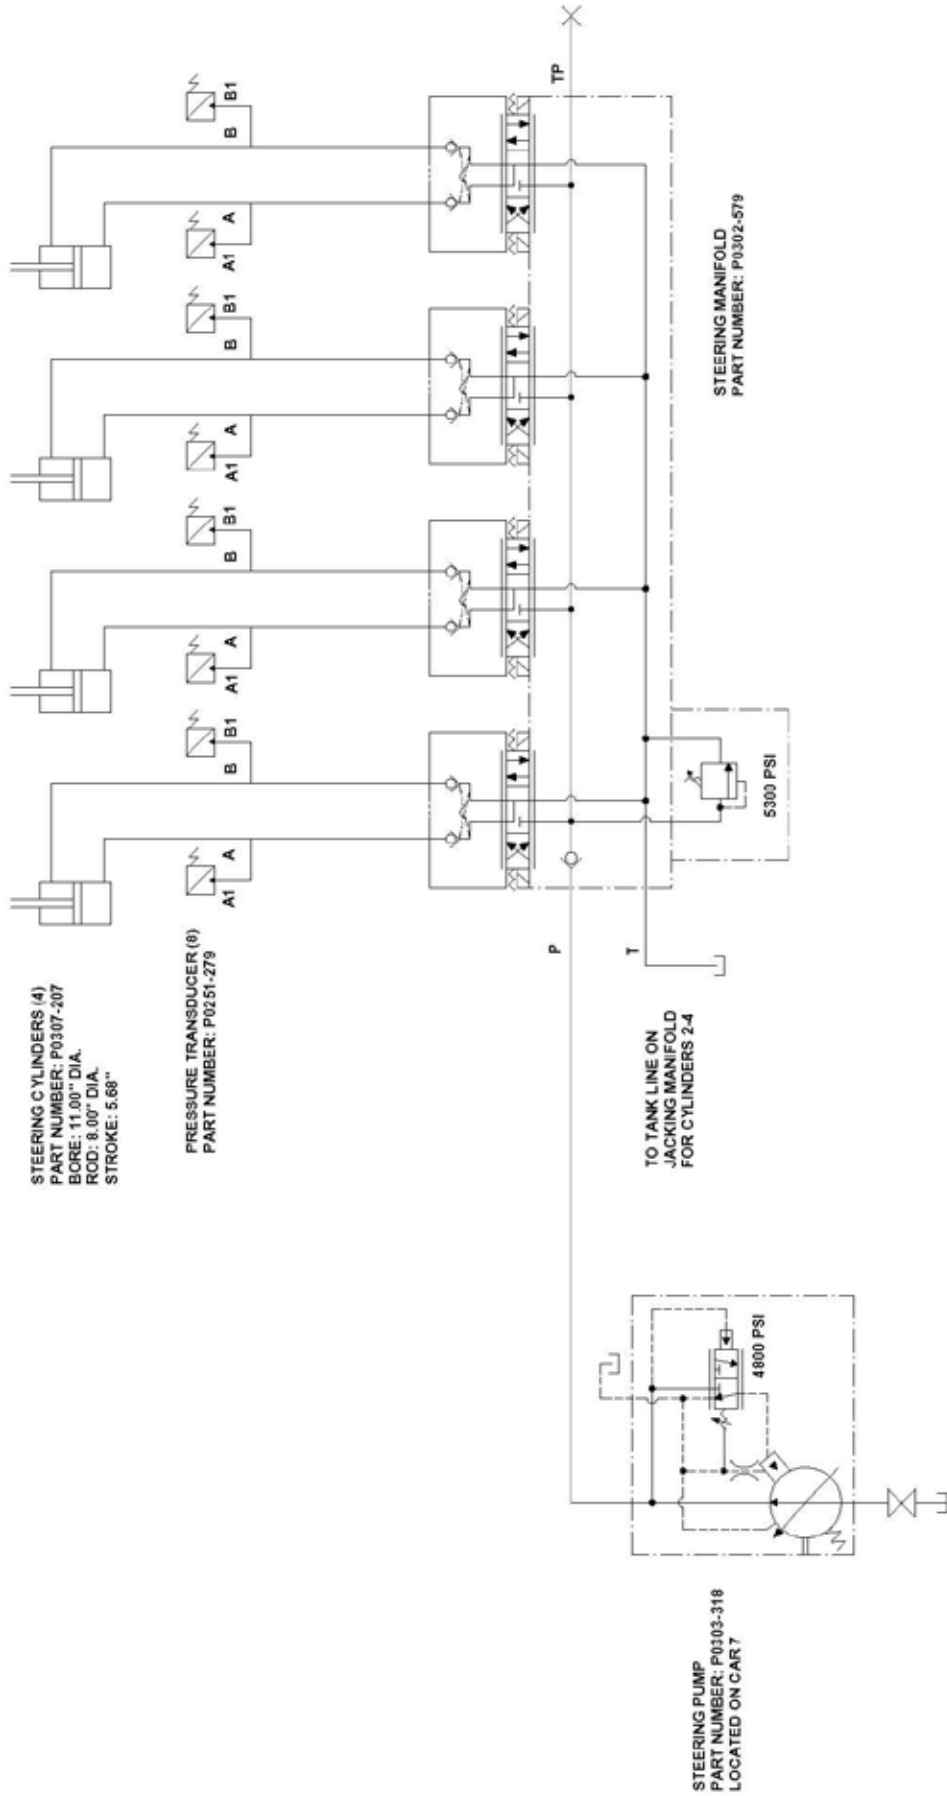 STEERING CYLINDERS (4)
PART NUMBER: P0307-207
BORE: 11.00" DIA.
ROD: 8.00" DIA.
STROKE: 5.68"
PRESSURE TRANSDUCER (8)
PART NUMBER: P0251-279
A1
A
B
B1
A1
A
B
B1
A1
A
B
B1
A1
A
B
B1
P
TP
T
TO TANK LINE ON
JACKING MANIFOLD
FOR CYLINDERS 2-4
STEERING MANIFOLD
PART NUMBER: P0302-579
5300 PSI
4800 PSI
STEERING PUMP
PART NUMBER: P0303-318
LOCATED ON CAR 7